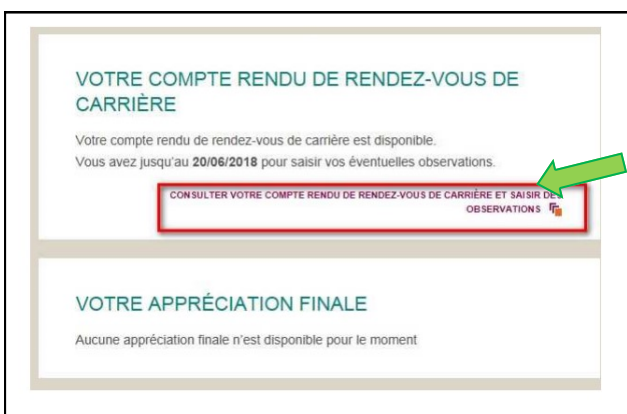 VOTRE COMPTE RENDU DE RENDEZ-VOUS DE
CARRIÈRE
Votre compte rendu de rendez-vous de carrière est disponible.
Vous avez jusqu'au 20/06/2018 pour saisir vos éventuelles observations.
CONSULTER VOTRE COMPTE RENDU DE RENDEZ-VOUS DE CARRIÈRE ET SAISIR DES
OBSERVATIONS
VOTRE APPRÉCIATION FINALE
Aucune appréciation finale n'est disponible pour le moment